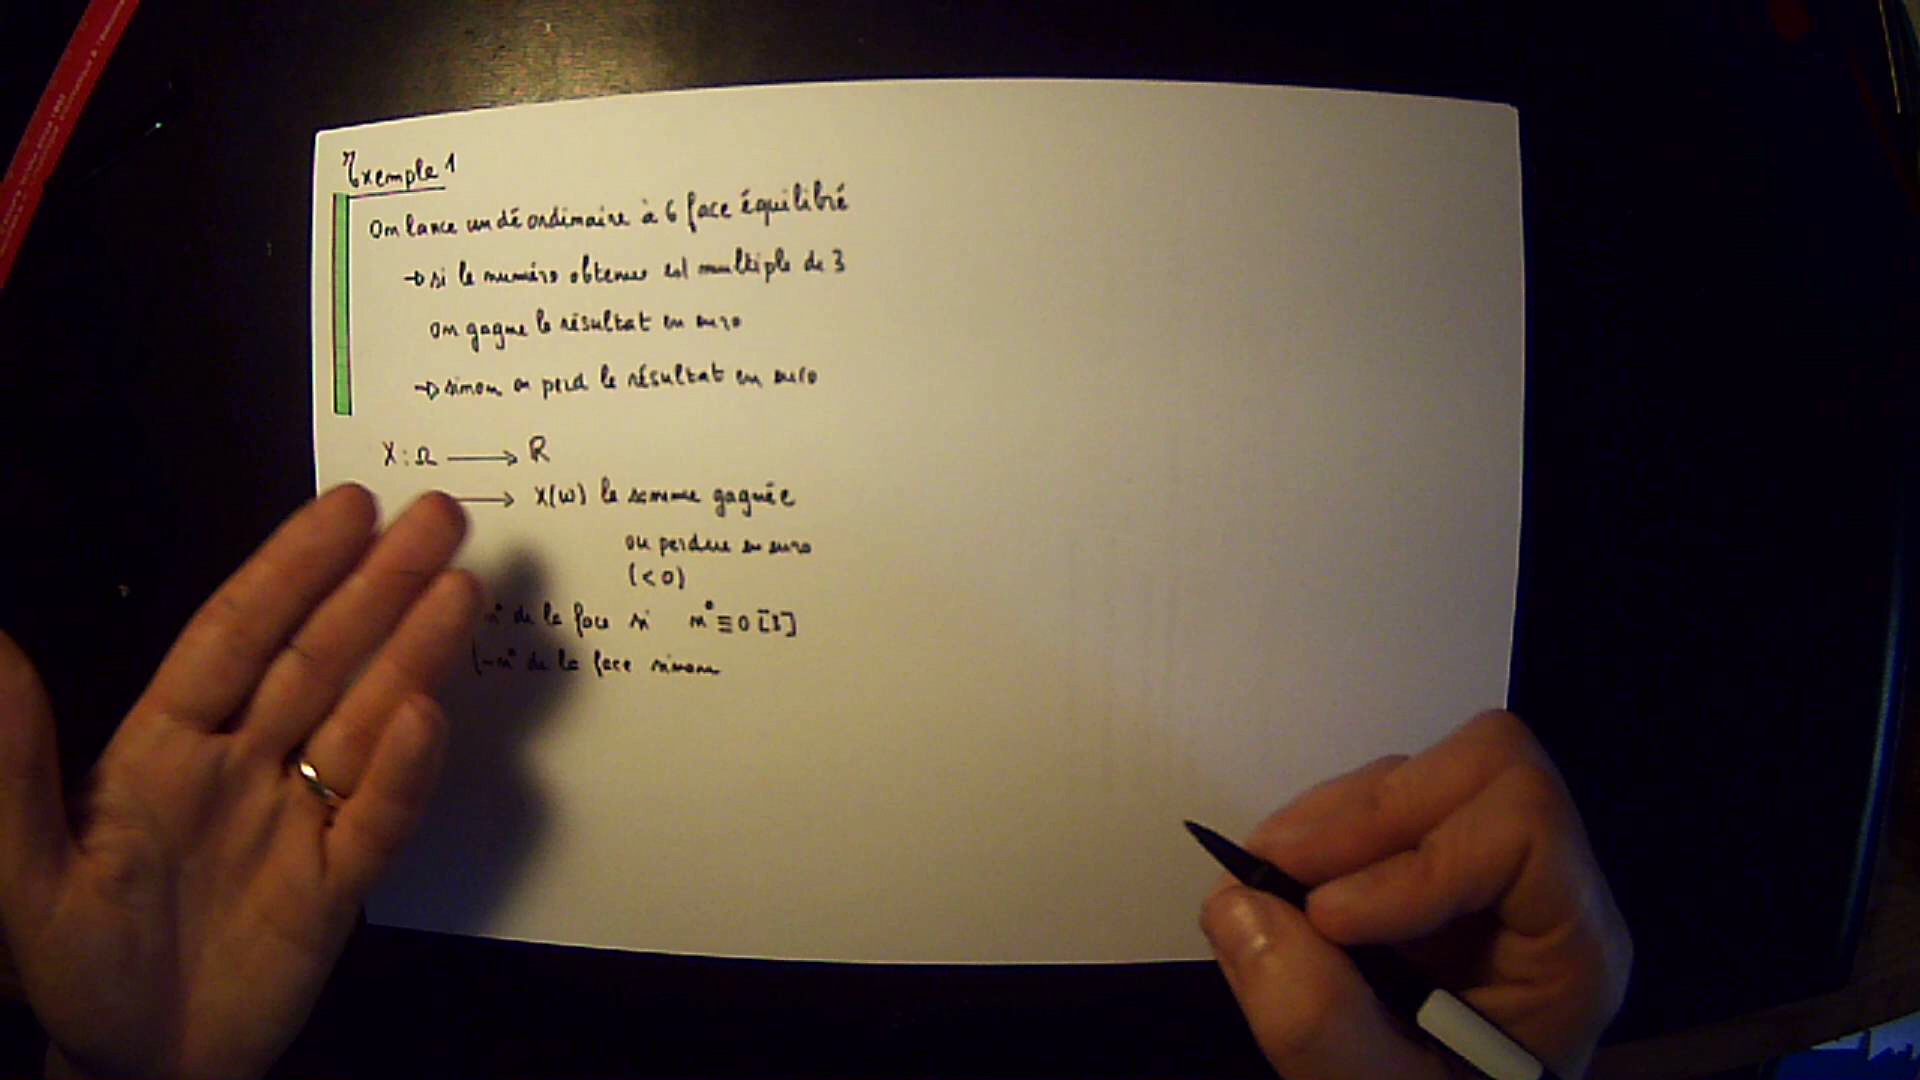 Exemple 1
On lance un dé ordinaire à 6 face équilibré
→ si le numéro obtenu est multiple de 3
on gagne le résultat en euro
→ sinon on perd le résultat en euro
X : Ω → R
→ X(ω) la somme gagnée
ou perdue en euro
(< 0)
n° de la face si n° ≡ 0 [3]
-n° de la face sinon